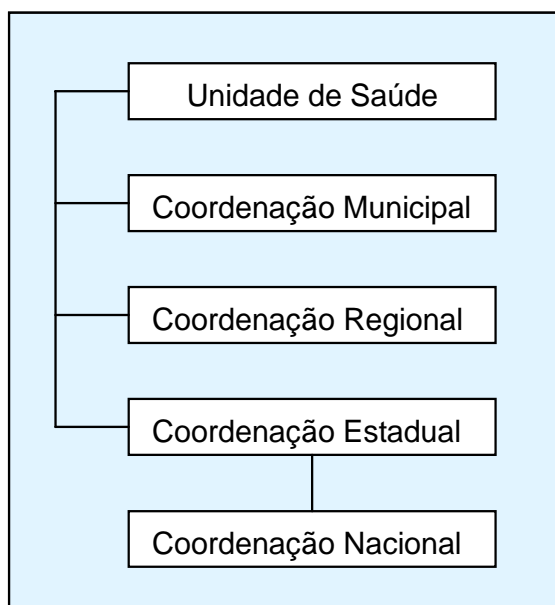 Unidade de Saúde
Coordenação Municipal
Coordenação Regional
Coordenação Estadual
Coordenação Nacional